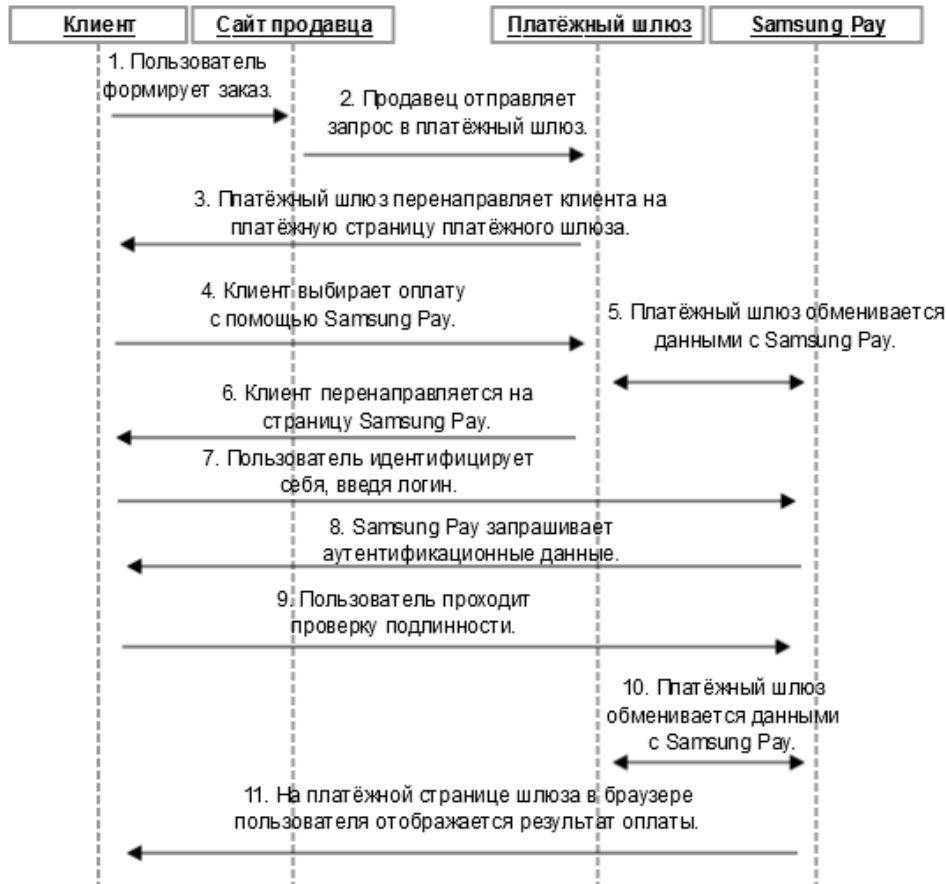 Клиент
Сайт продавца
Платёжный шлюз
Samsung Pay
1. Пользователь
формирует заказ.
2. Продавец отправляет
запрос в платёжный шлюз.
3. Платёжный шлюз перенаправляет клиента на
платёжную страницу платёжного шлюза.
4. Клиент выбирает оплату
с помощью Samsung Pay.
5. Платёжный шлюз обменивается
данными с Samsung Pay.
6. Клиент перенаправляется на
страницу Samsung Pay.
7. Пользователь идентифицирует
себя, введя логин.
8. Samsung Pay запрашивает
аутентификационные данные.
9. Пользователь проходит
проверку подлинности.
10. Платёжный шлюз
обменивается данными
с Samsung Pay.
11. На платёжной странице шлюза в браузере
пользователя отображается результат оплаты.